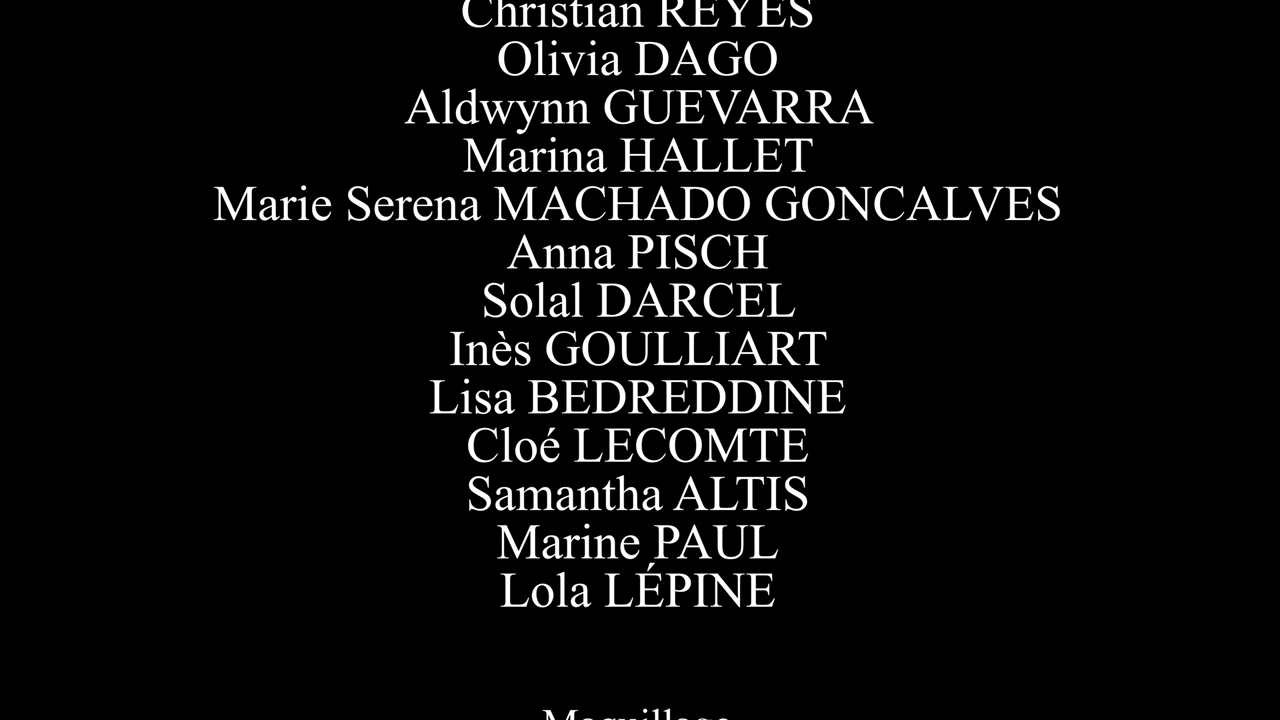 Christian REYES
Olivia DAGO
Aldwynn GUEVARRA
Marina HALLET
Marie Serena MACHADO GONCALVES
Anna PISCH
Solal DARCEL
Inès GOULLIART
Lisa BEDREDDINE
Cloé LECOMTE
Samantha ALTIS
Marine PAUL
Lola LÉPINE
Maquillage